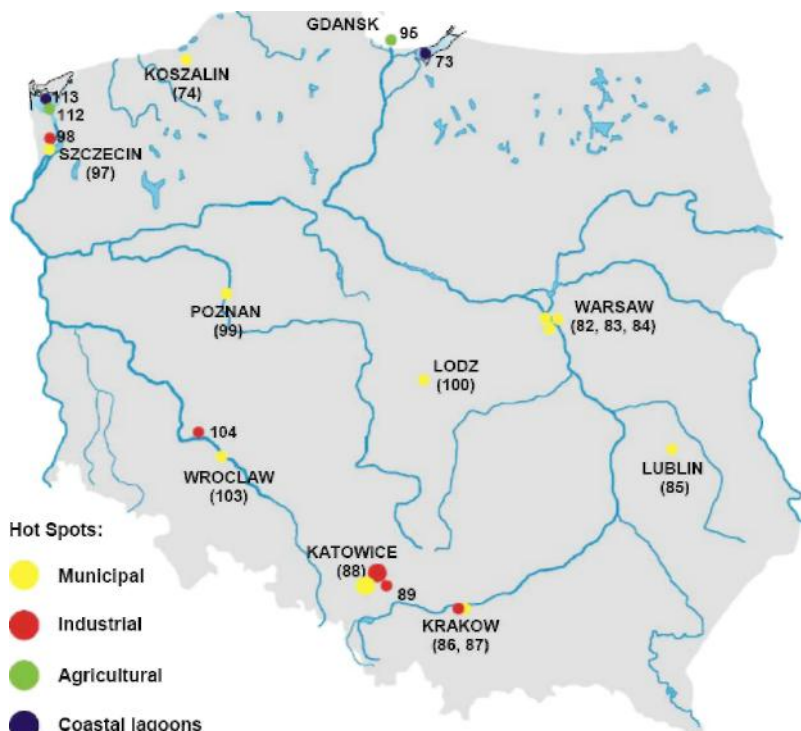 GDANSK
95
73
KOSZALIN
(74)
113
112
98
SZCZECIN
(97)
POZNAN
(99)
WARSAW
(82, 83, 84)
LODZ
(100)
104
WROCLAW
(103)
LUBLIN
(85)
KATOWICE
(88)
89
KRAKOW
(86, 87)
Hot Spots:
Municipal
Industrial
Agricultural
Coastal lagoons